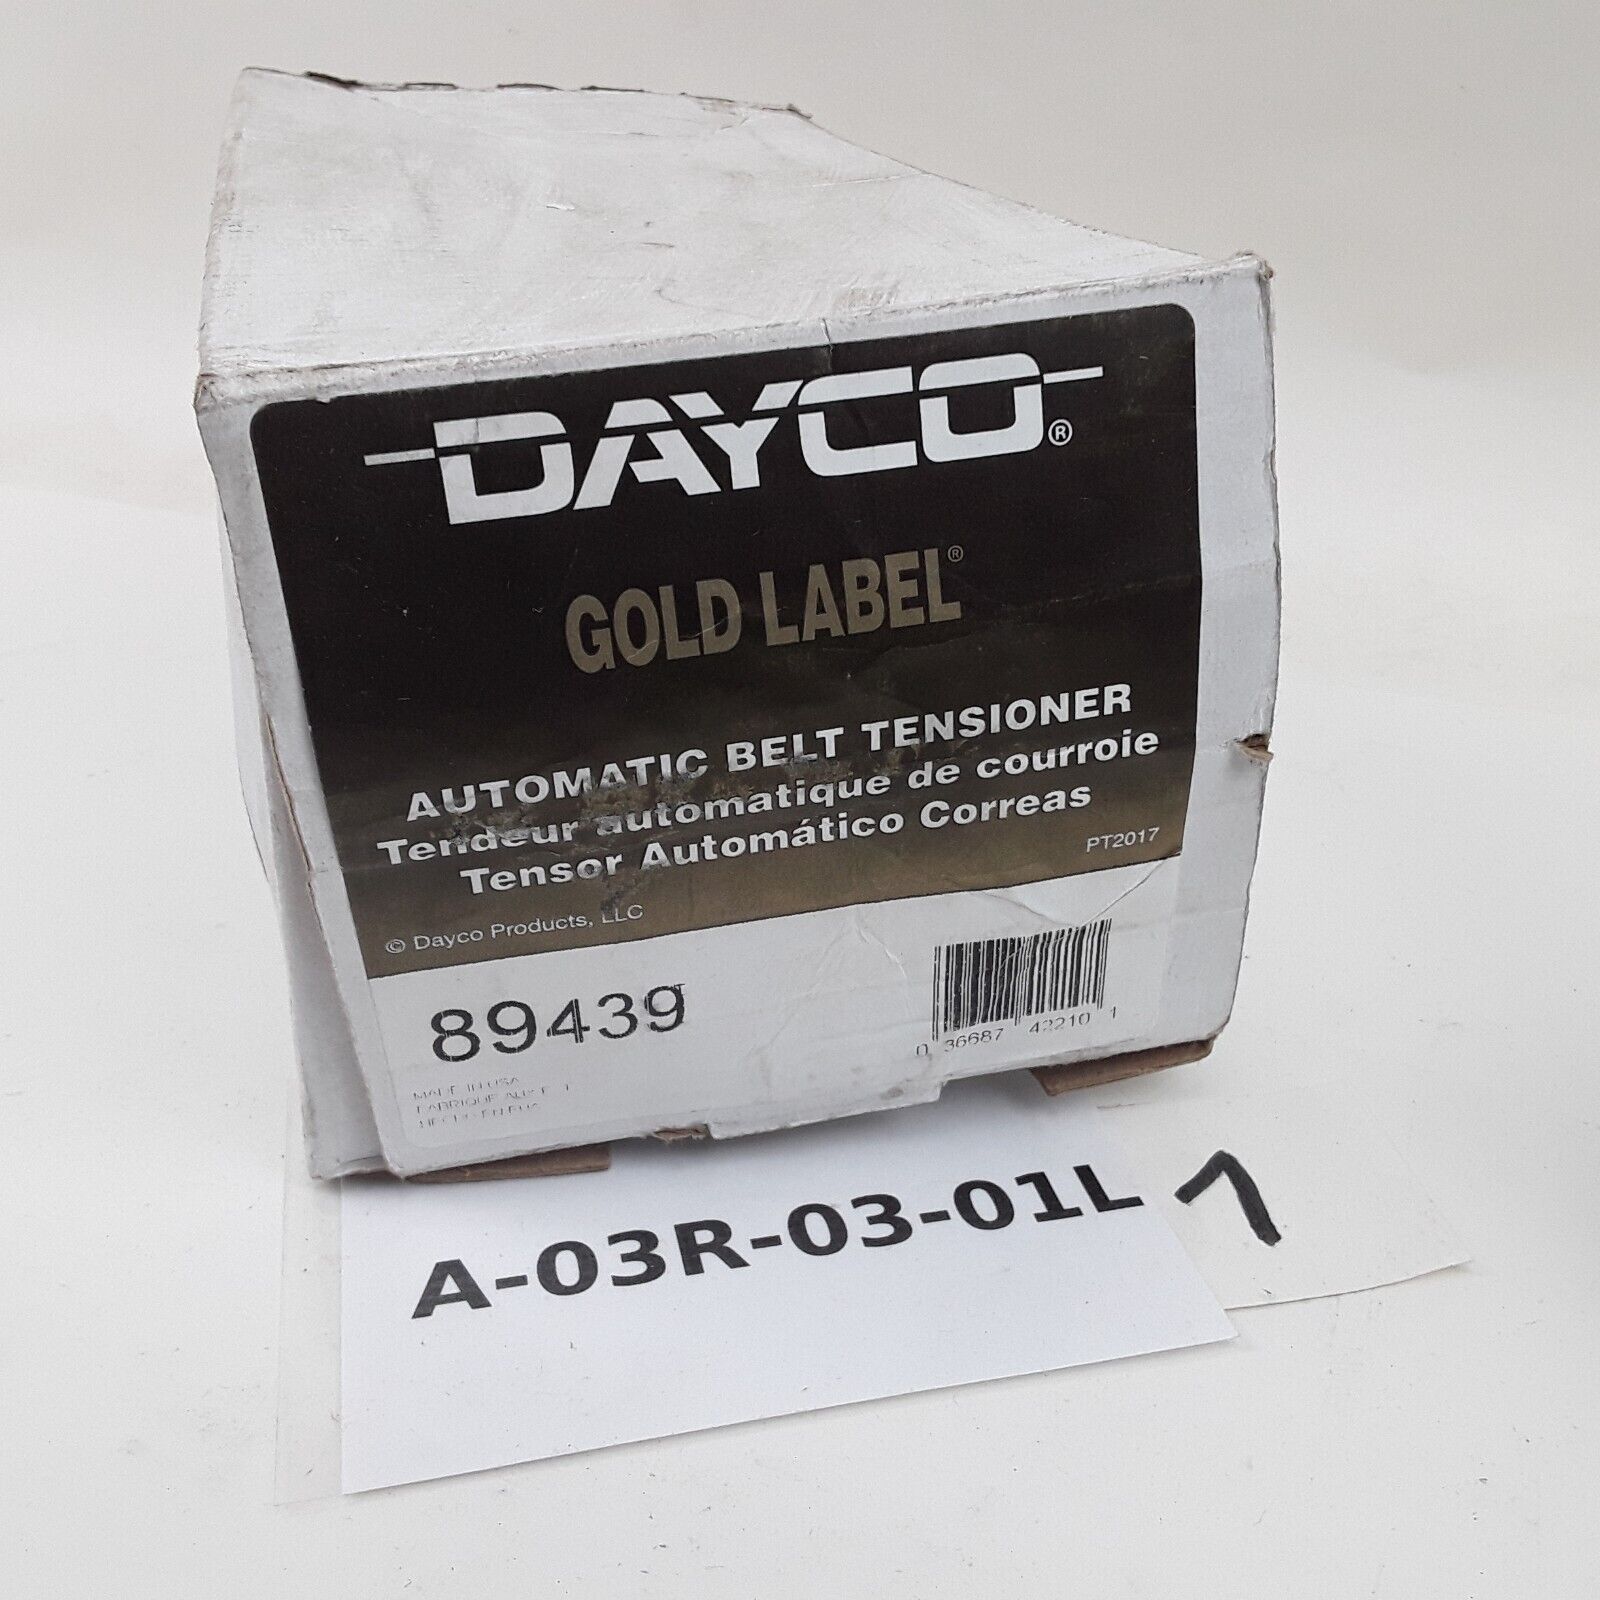 DAYCO®
GOLD LABEL®
AUTOMATIC BELT TENSIONER
Tendeur automatique de courroie
Tensor Automático Correas
PT2017
© Dayco Products, LLC
89439
0 36687 42210 1
MADE IN USA
A-03R-03-01L
1